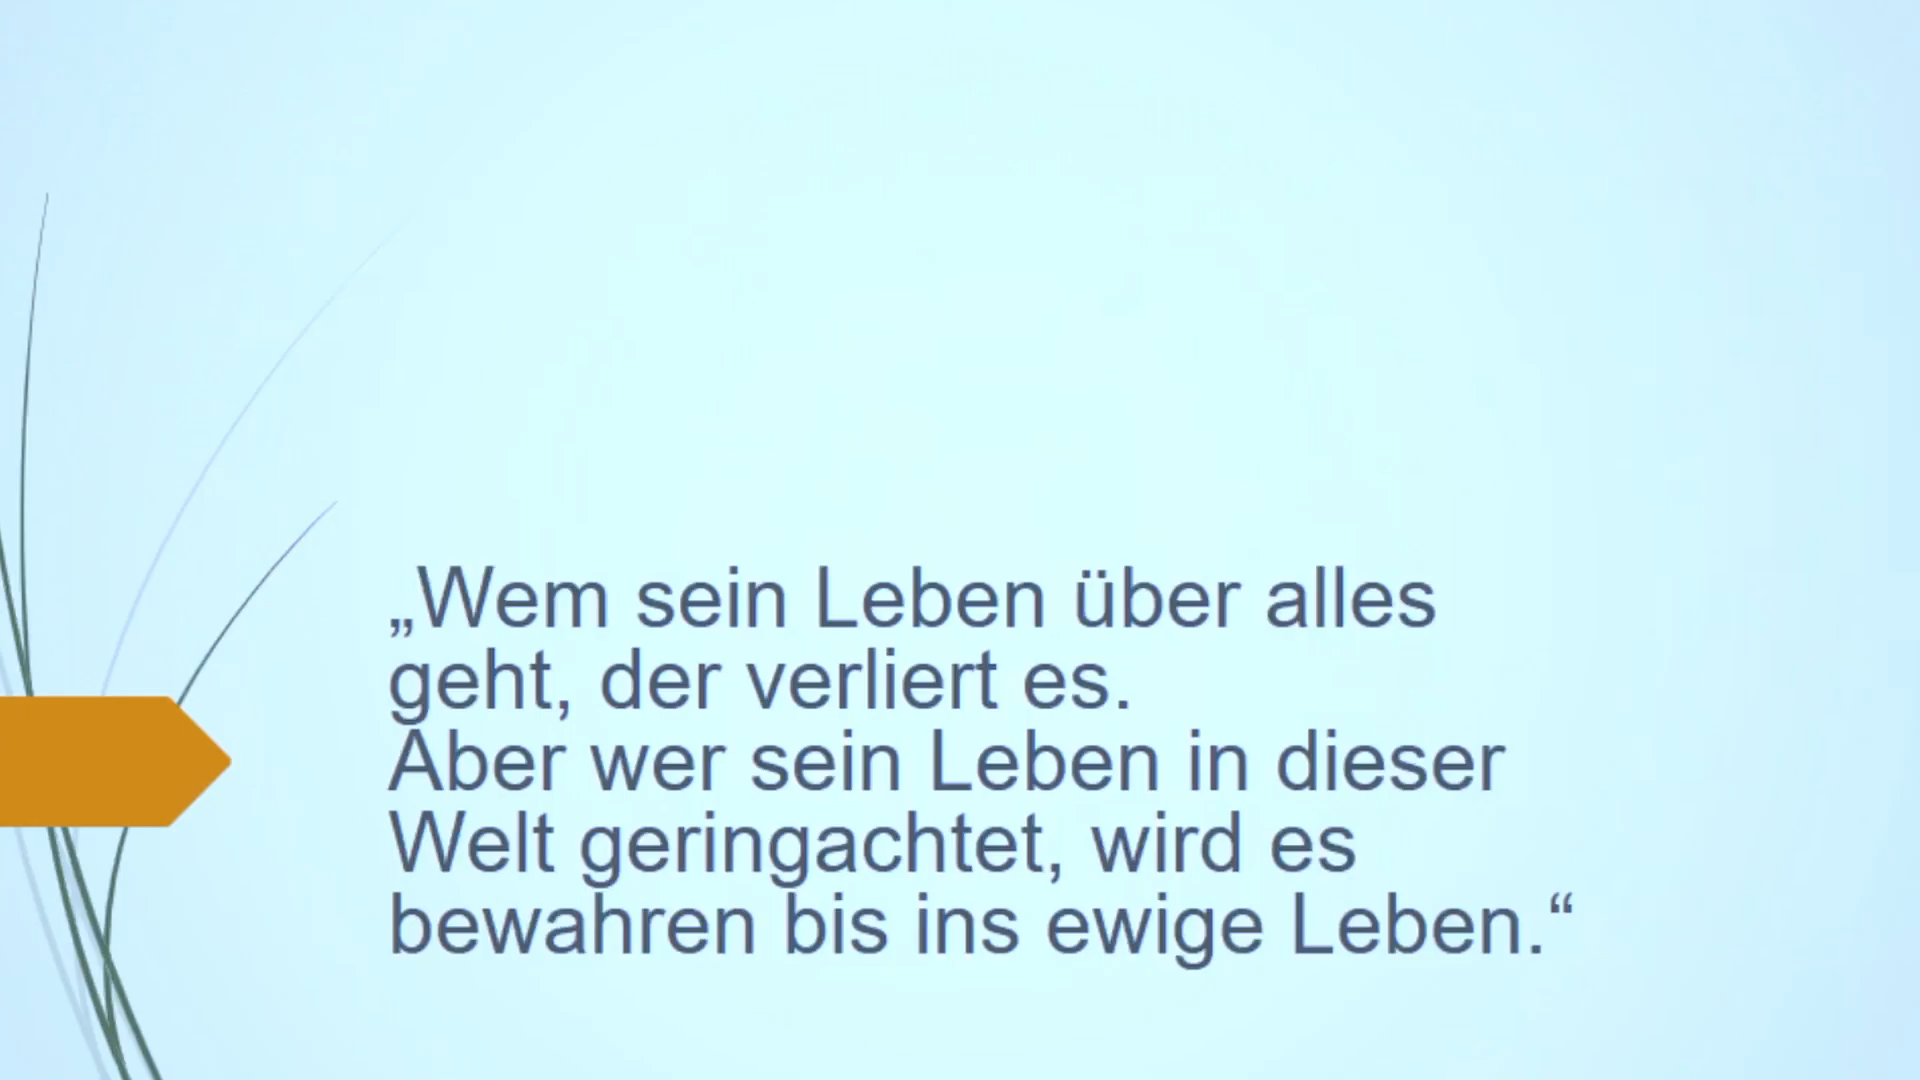 „Wem sein Leben über alles
geht, der verliert es.
Aber wer sein Leben in dieser
Welt geringachtet, wird es
bewahren bis ins ewige Leben.“